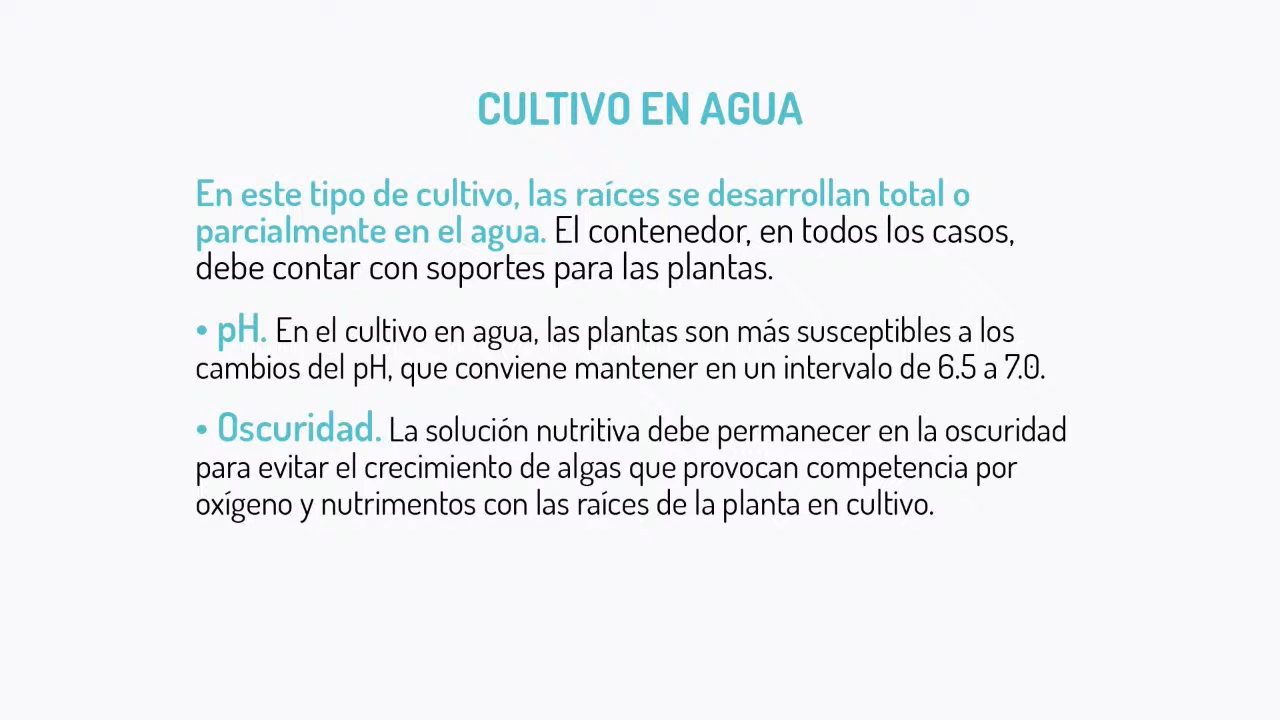 CULTIVO EN AGUA
En este tipo de cultivo, las raíces se desarrollan total o
parcialmente en el agua. El contenedor, en todos los casos,
debe contar con soportes para las plantas.
• pH. En el cultivo en agua, las plantas son más susceptibles a los
cambios del pH, que conviene mantener en un intervalo de 6.5 a 7.0.
• Oscuridad. La solución nutritiva debe permanecer en la oscuridad
para evitar el crecimiento de algas que provocan competencia por
oxígeno y nutrimentos con las raíces de la planta en cultivo.